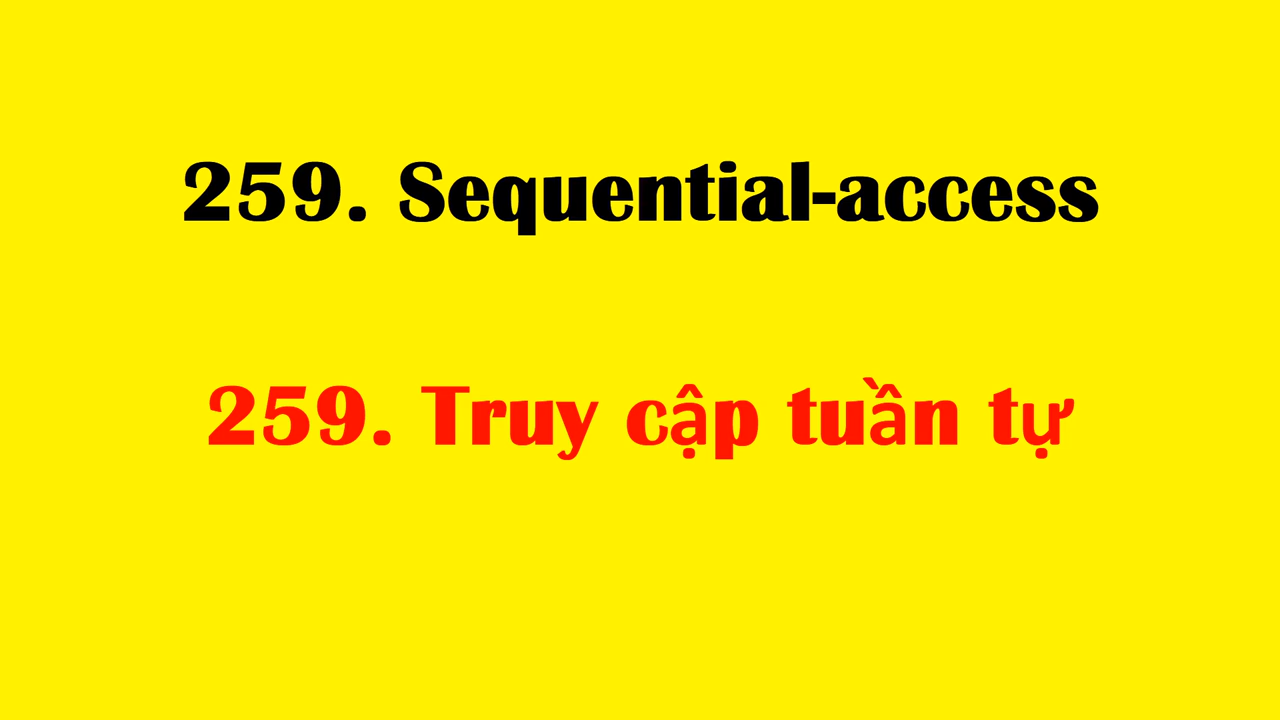 259. Sequential-access
259. Truy cập tuần tự